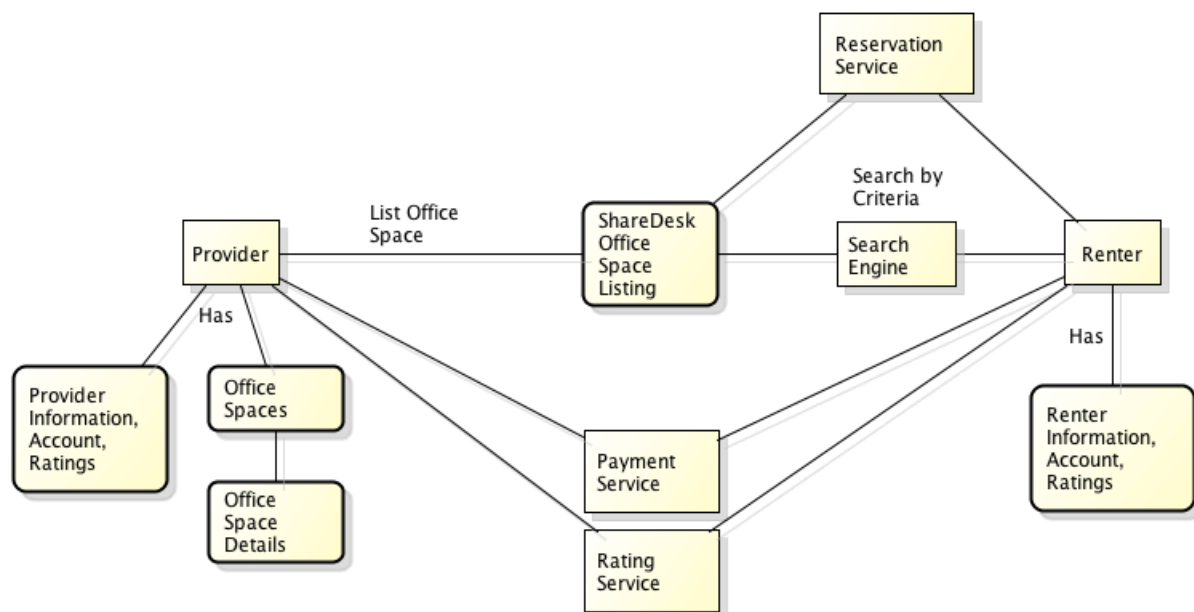 Reservation
Service
Search by
Criteria
List Office
Space
ShareDesk
Office
Space
Listing
Provider
Search
Engine
Renter
Has
Has
Provider
Information,
Account,
Ratings
Office
Spaces
Renter
Information,
Account,
Ratings
Payment
Service
Office
Space
Details
Rating
Service